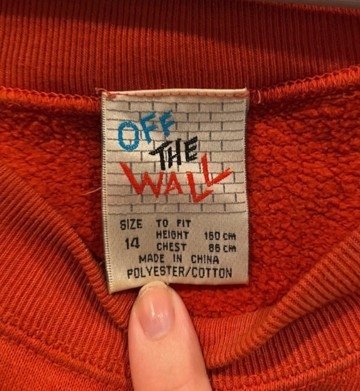 OFF
THE
WALL
SIZE TO FIT
14 HEIGHT 160 cm
CHEST 86 cm
MADE IN CHINA
POLYESTER/COTTON